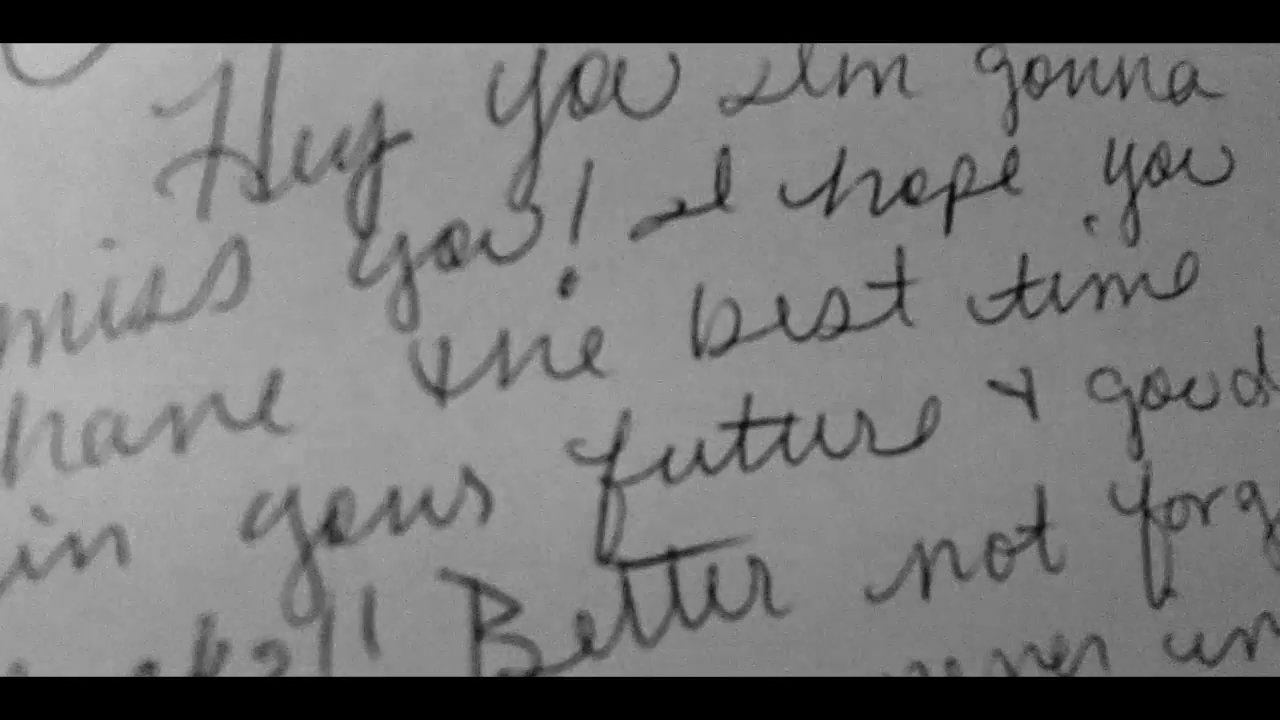 Hey you Im gonna
miss you! I hope you
have the best time
in your future & good
!! Better not